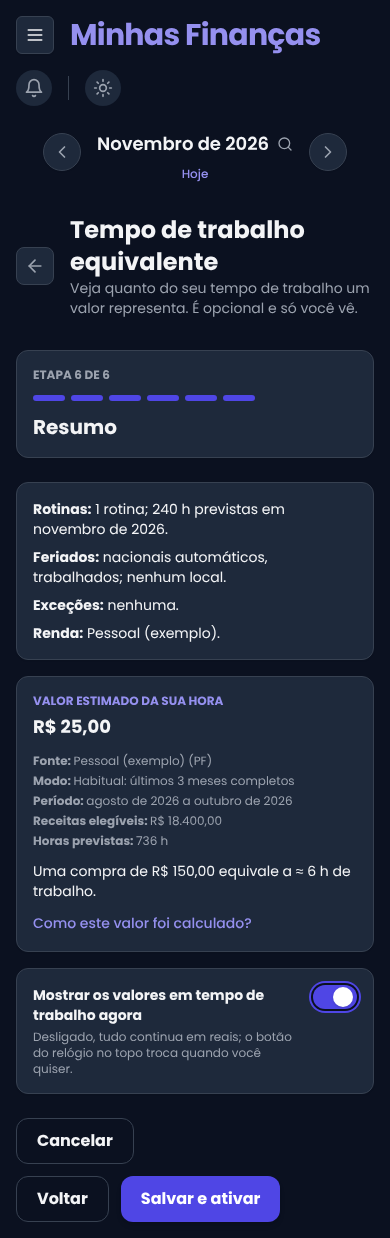 Minhas Finanças
Novembro de 2026
Hoje
Tempo de trabalho
equivalente
Veja quanto do seu tempo de trabalho um
valor representa. É opcional e só você vê.
ETAPA 6 DE 6
Resumo
Rotinas: 1 rotina; 240 h previstas em
novembro de 2026.
Feriados: nacionais automáticos,
trabalhados; nenhum local.
Exceções: nenhuma.
Renda: Pessoal (exemplo).
VALOR ESTIMADO DA SUA HORA
R$ 25,00
Fonte: Pessoal (exemplo) (PF)
Modo: Habitual: últimos 3 meses completos
Período: agosto de 2026 a outubro de 2026
Receitas elegíveis: R$ 18.400,00
Horas previstas: 736 h
Uma compra de R$ 150,00 equivale a ≈ 6 h de
trabalho.
Como este valor foi calculado?
Mostrar os valores em tempo de
trabalho agora
Desligado, tudo continua em reais; o botão
do relógio no topo troca quando você
quiser.
Cancelar
Voltar
Salvar e ativar